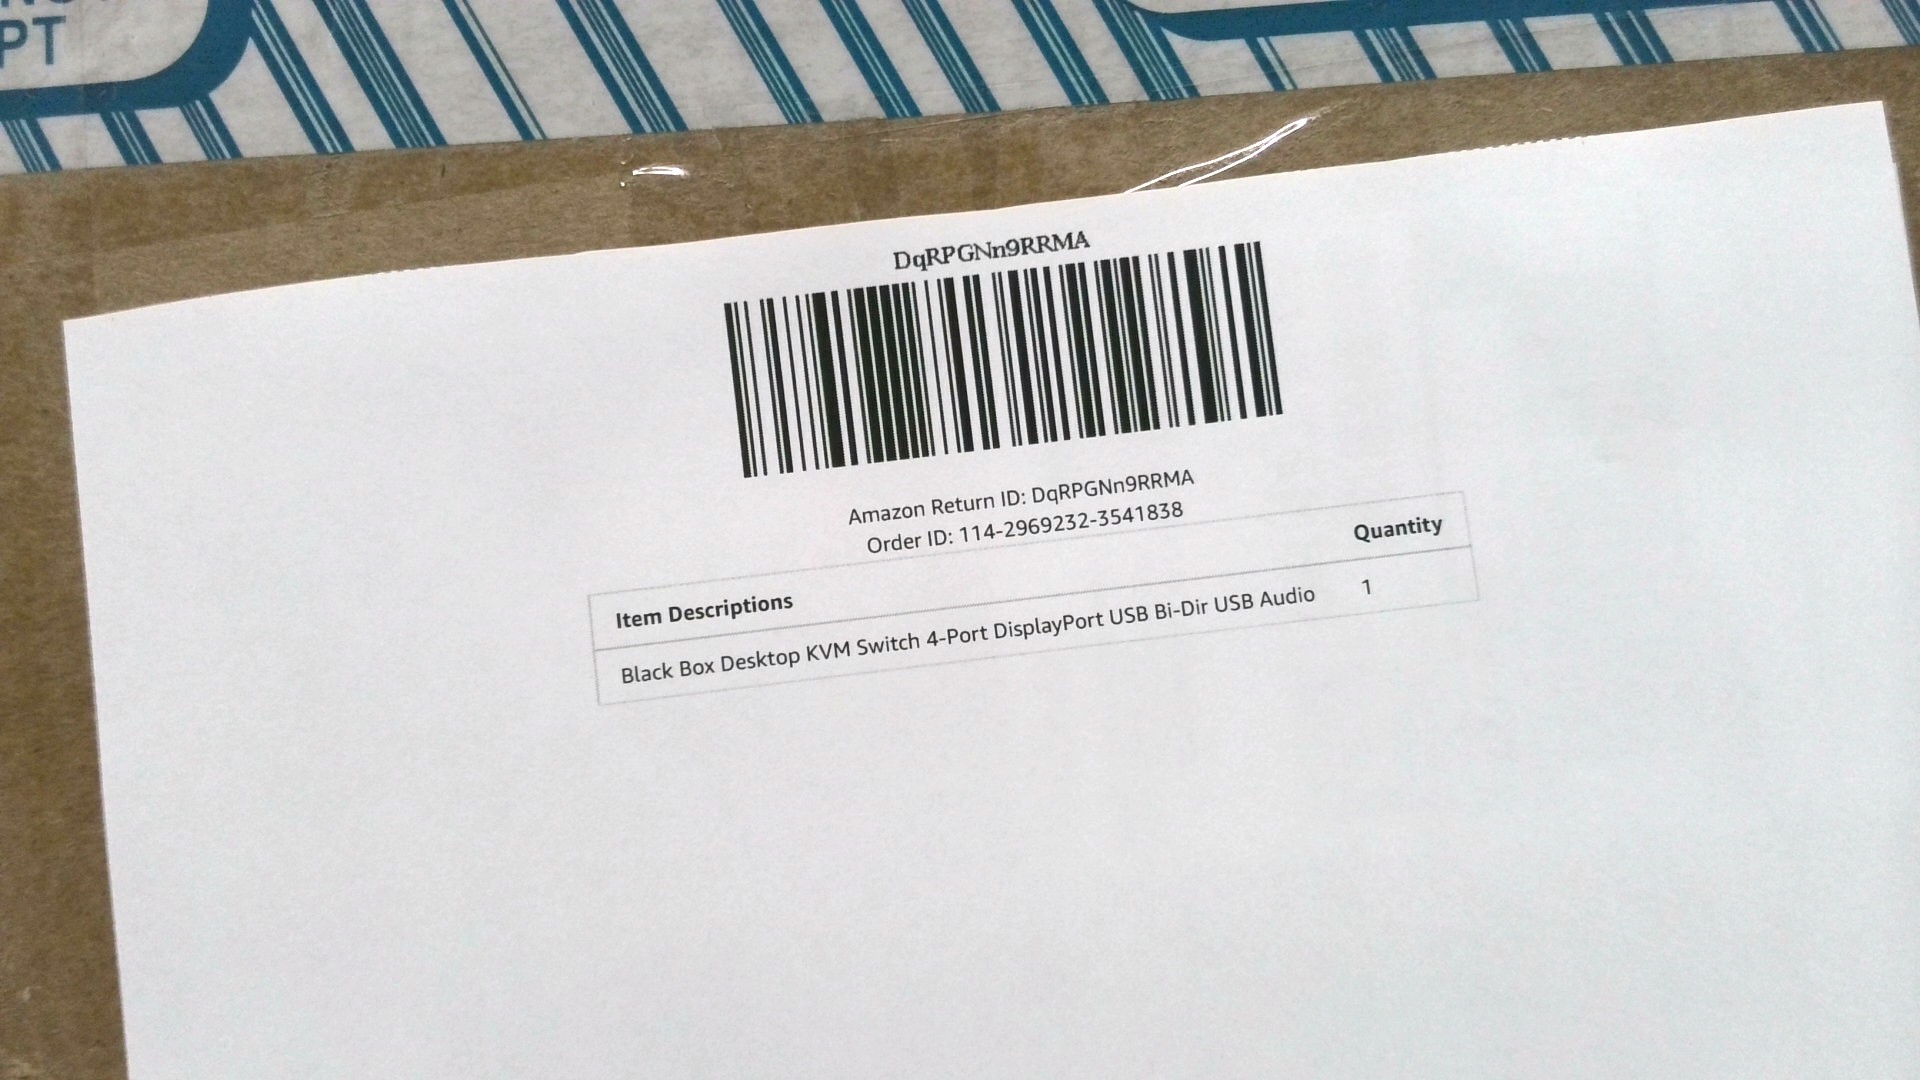 PT
DqRPGNn9RRMA
Amazon Return ID: DqRPGNn9RRMA
Order ID: 114-2969232-3541838
Item Descriptions Quantity
Black Box Desktop KVM Switch 4-Port DisplayPort USB Bi-Dir USB Audio 1